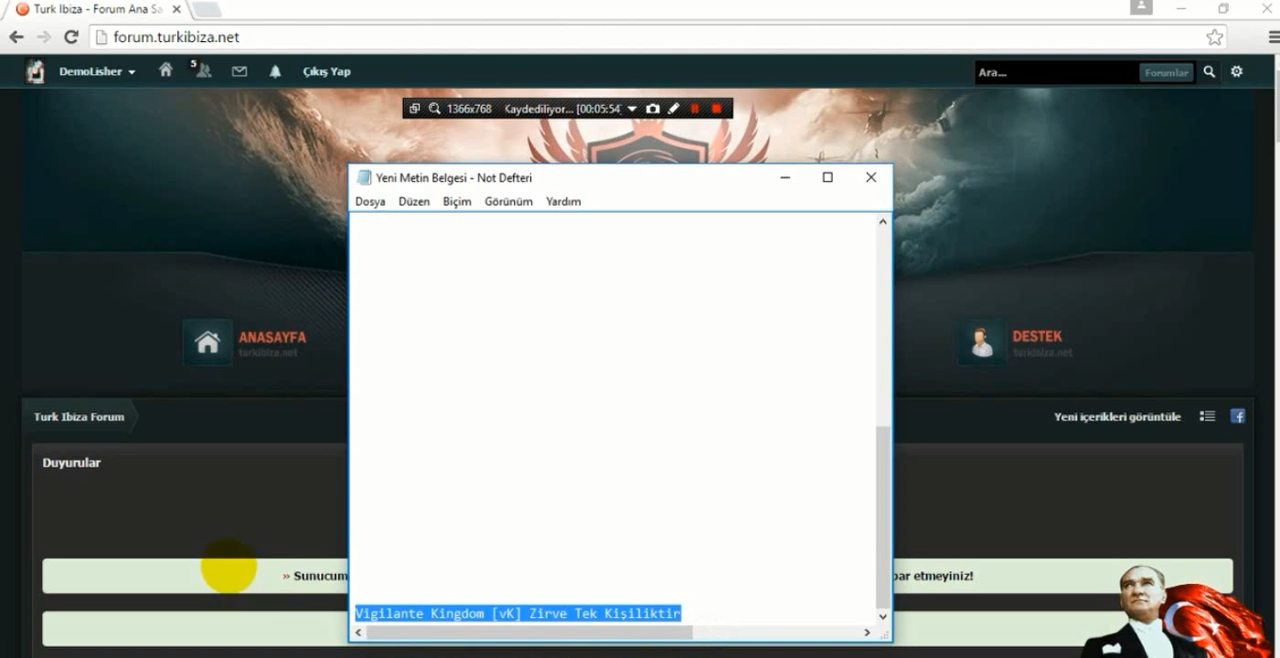 Turk Ibiza - Forum Ana Sa
forum.turkibiza.net
DemoLisher
5
Çıkış Yap
Ara...
Forumlar
1366x768 Kaydediliyor... [00:05:54]
Yeni Metin Belgesi - Not Defteri
Dosya Düzen Biçim Görünüm Yardım
ANASAYFA
turkibiza.net
DESTEK
turkibiza.net
Turk Ibiza Forum
Yeni içerikleri görüntüle
Duyurular
» Sunucum
bar etmeyiniz!
Vigilante Kingdom [vK] Zirve Tek Kişiliktir